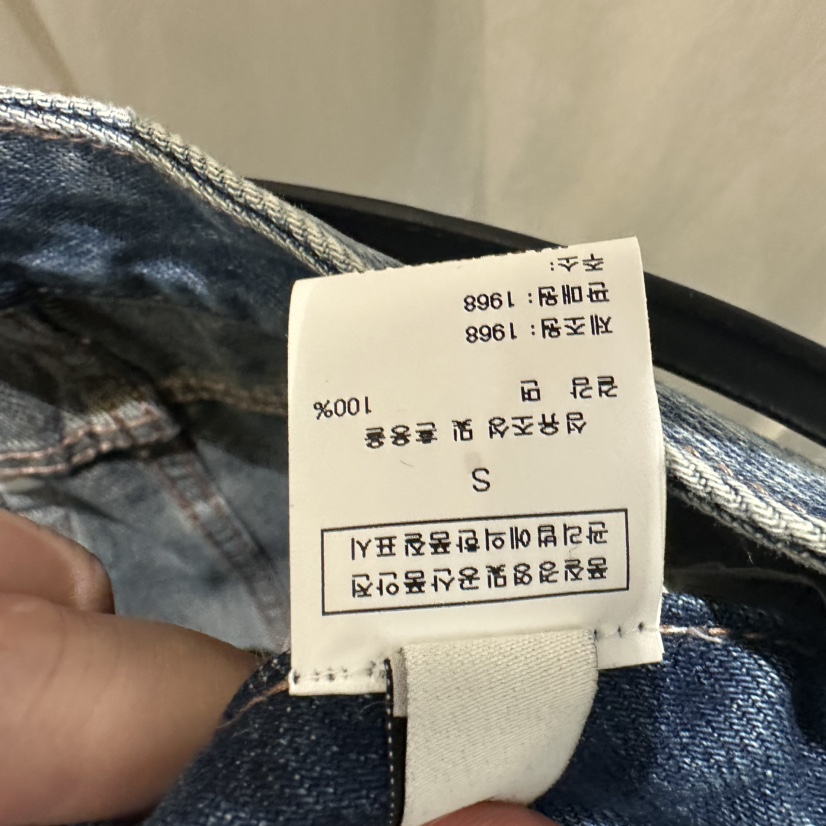 품질경영및공산품안전
관리법에의한품질표시
S
섬유조성 및 혼용율
겉감 면 100%
제조원: 1968
판매원: 1968
주소: